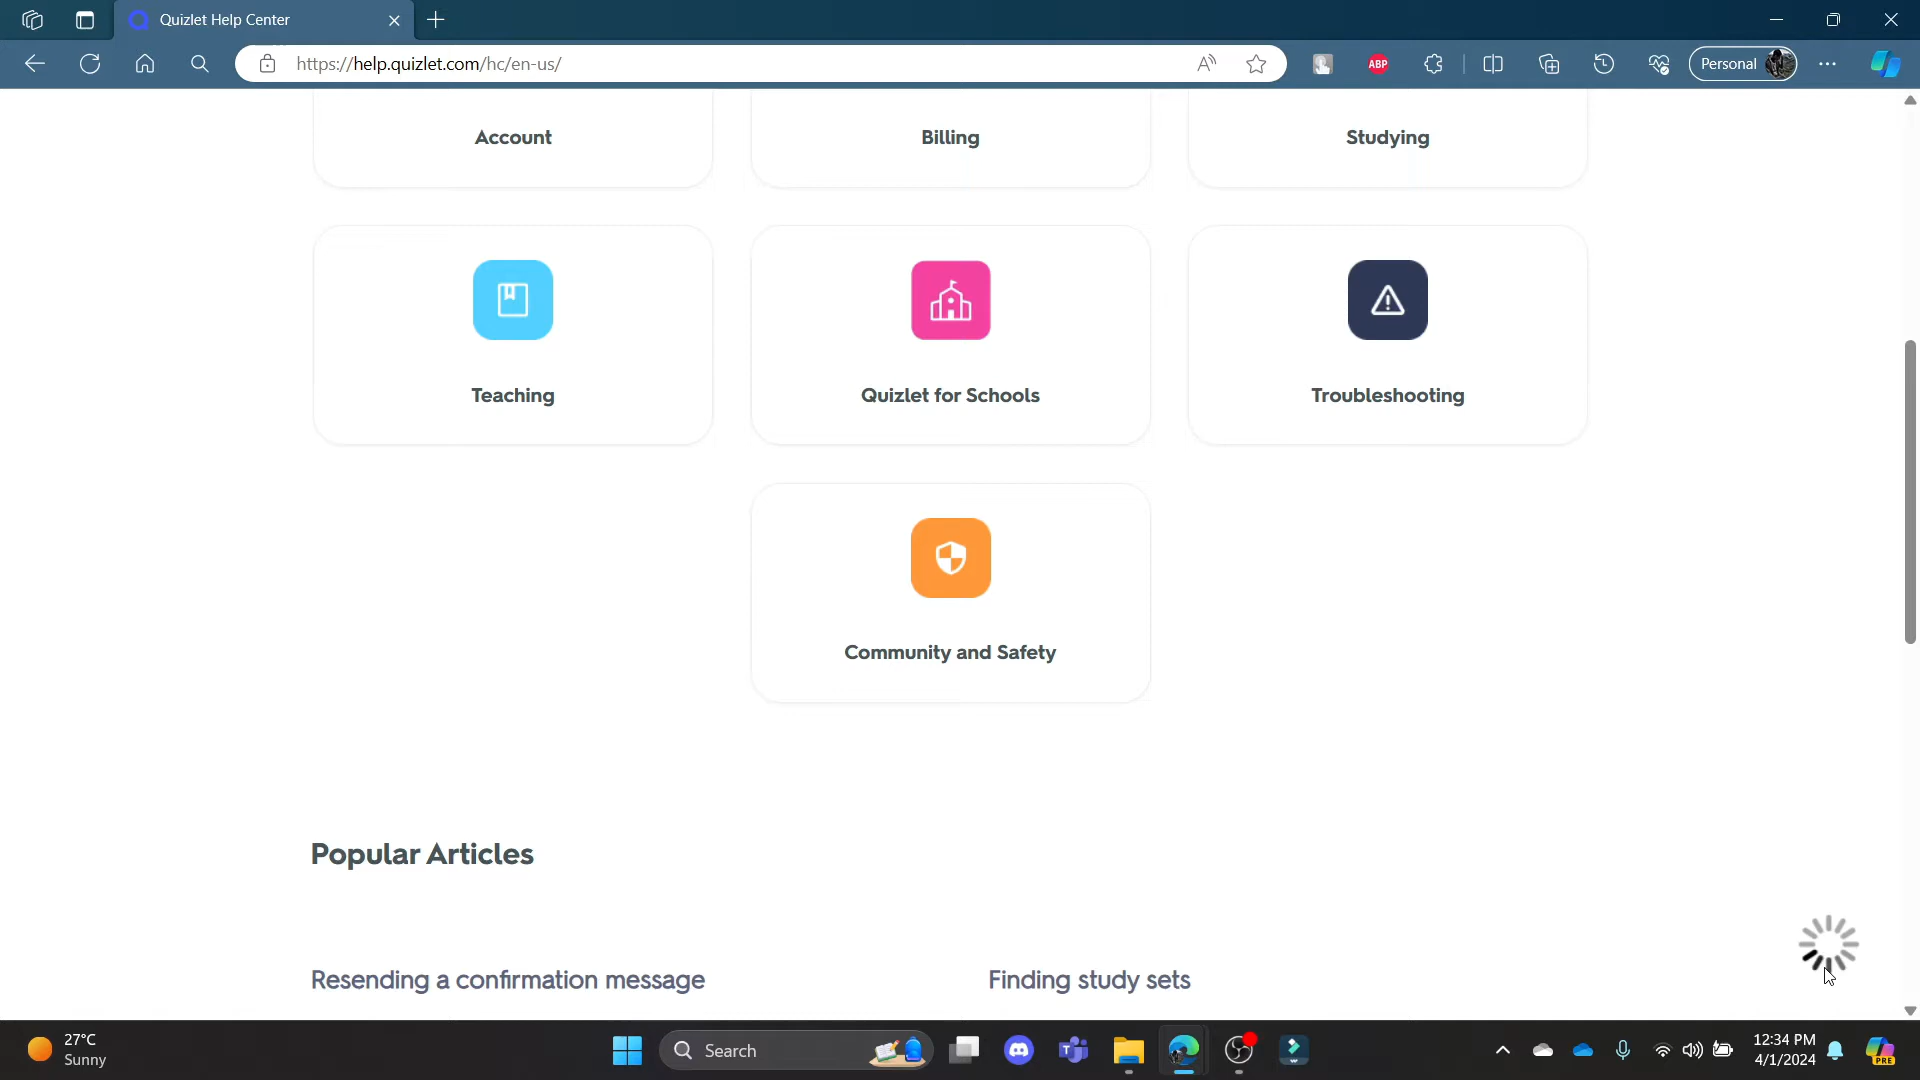 Quizlet Help Center
https://help.quizlet.com/hc/en-us/
ABP
Personal
Account
Billing
Studying
Teaching
Quizlet for Schools
Troubleshooting
Community and Safety
Popular Articles
Resending a confirmation message
Finding study sets
27°C
Sunny
Search
12:34 PM
4/1/2024
PRE